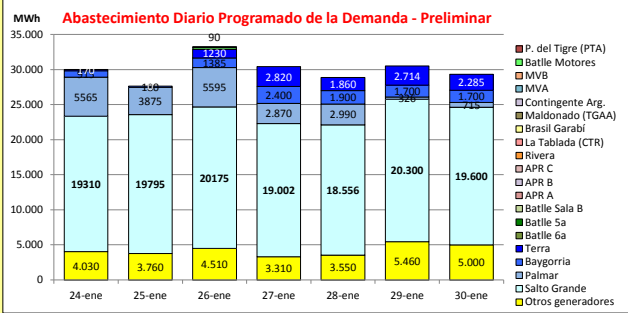 MWh
Abastecimiento Diario Programado de la Demanda - Preliminar
35.000
30.000
25.000
20.000
15.000
10.000
5.000
0
170
5565
19310
4.030
3875
19795
3.760
90
1230
1385
5595
20175
4.510
2.820
2.400
2.870
19.002
3.310
1.860
1.900
2.990
18.556
3.550
2.714
1.700
326
20.300
5.460
2.285
1.700
715
19.600
5.000
24-ene
25-ene
26-ene
27-ene
28-ene
29-ene
30-ene
P. del Tigre (PTA)
Batlle Motores
MVB
MVA
Contingente Arg.
Maldonado (TGAA)
Brasil Garabí
La Tablada (CTR)
Rivera
APR C
APR B
APR A
Batlle Sala B
Batlle 5a
Batlle 6a
Terra
Baygorria
Palmar
Salto Grande
Otros generadores